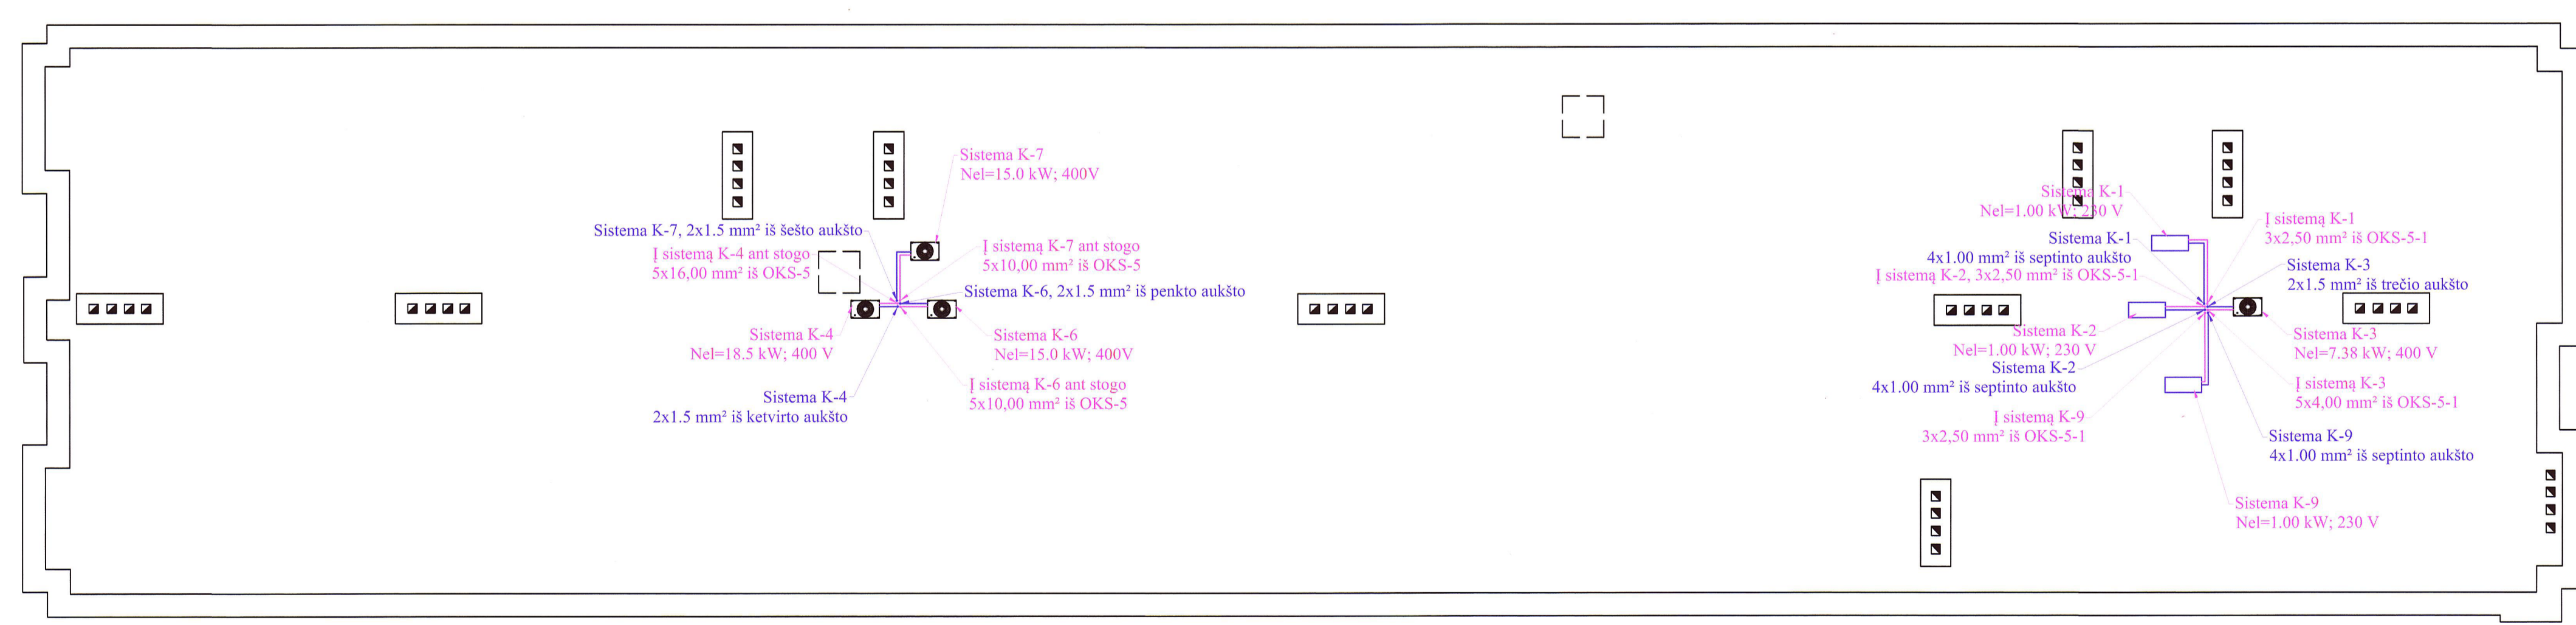 Sistema K-7
Nel=15.0 kW; 400V
Sistema K-7, 2x1.5 mm² iš šešto aukšto
Į sistemą K-4 ant stogo
5x16,00 mm² iš OKS-5
Į sistemą K-7 ant stogo
5x10,00 mm² iš OKS-5
Sistema K-6, 2x1.5 mm² iš penkto aukšto
Sistema K-4
Nel=18.5 kW; 400 V
Sistema K-6
Nel=15.0 kW; 400V
Sistema K-4
2x1.5 mm² iš ketvirto aukšto
Į sistemą K-6 ant stogo
5x10,00 mm² iš OKS-5
Sistema K-1
Nel=1.00 kW; 230 V
Sistema K-1
4x1.00 mm² iš septinto aukšto
Į sistemą K-2, 3x2,50 mm² iš OKS-5-1
Į sistemą K-1
3x2,50 mm² iš OKS-5-1
Sistema K-3
2x1.5 mm² iš trečio aukšto
Sistema K-2
Nel=1.00 kW; 230 V
Sistema K-2
4x1.00 mm² iš septinto aukšto
Sistema K-3
Nel=7.38 kW; 400 V
Į sistemą K-3
5x4,00 mm² iš OKS-5-1
Į sistemą K-9
3x2,50 mm² iš OKS-5-1
Sistema K-9
4x1.00 mm² iš septinto aukšto
Sistema K-9
Nel=1.00 kW; 230 V